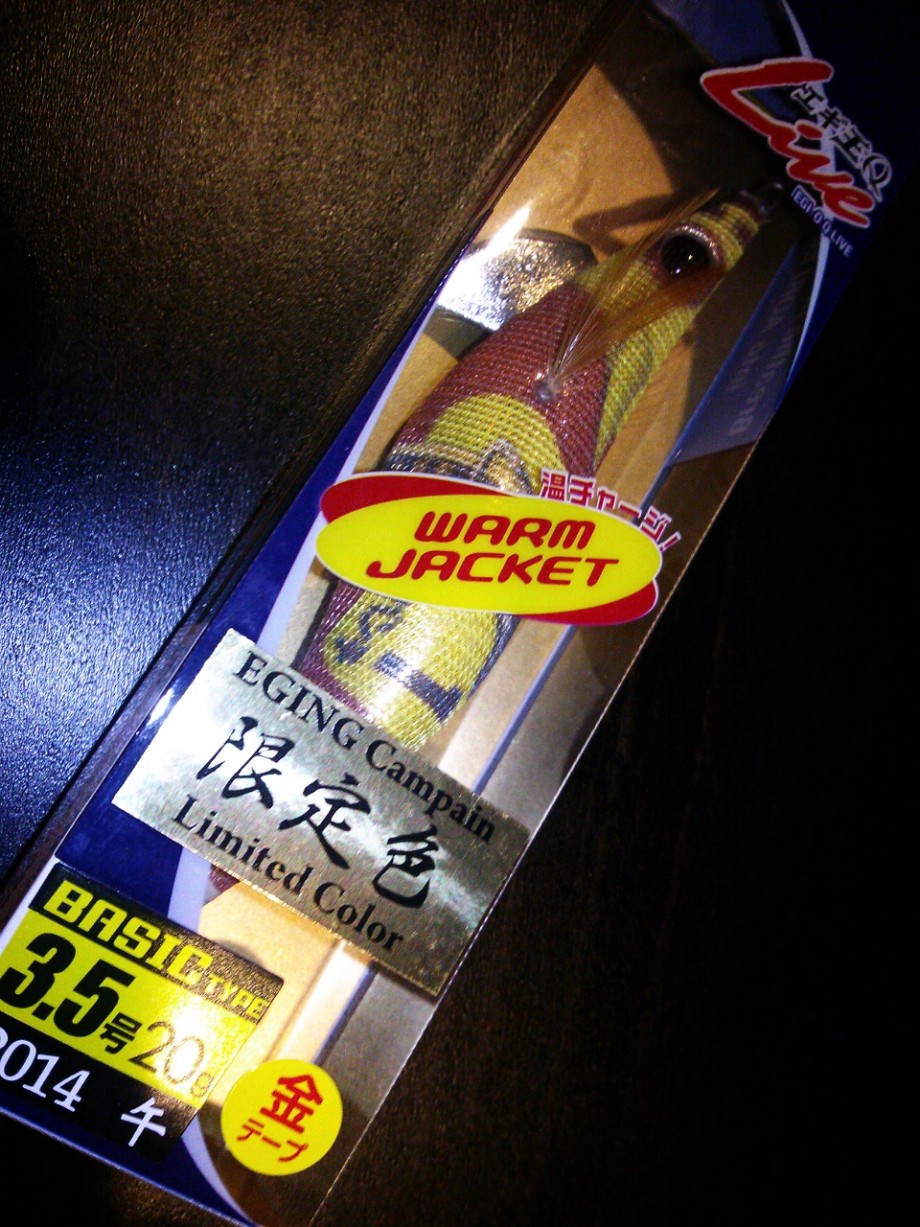 Live
エギ王Q
EGI-O Q LIVE
温チャージ!
WARM
JACKET
EGING Campain
限定色
Limited Color
BASIC TYPE
3.5号 20g
2014 午
金
テープ